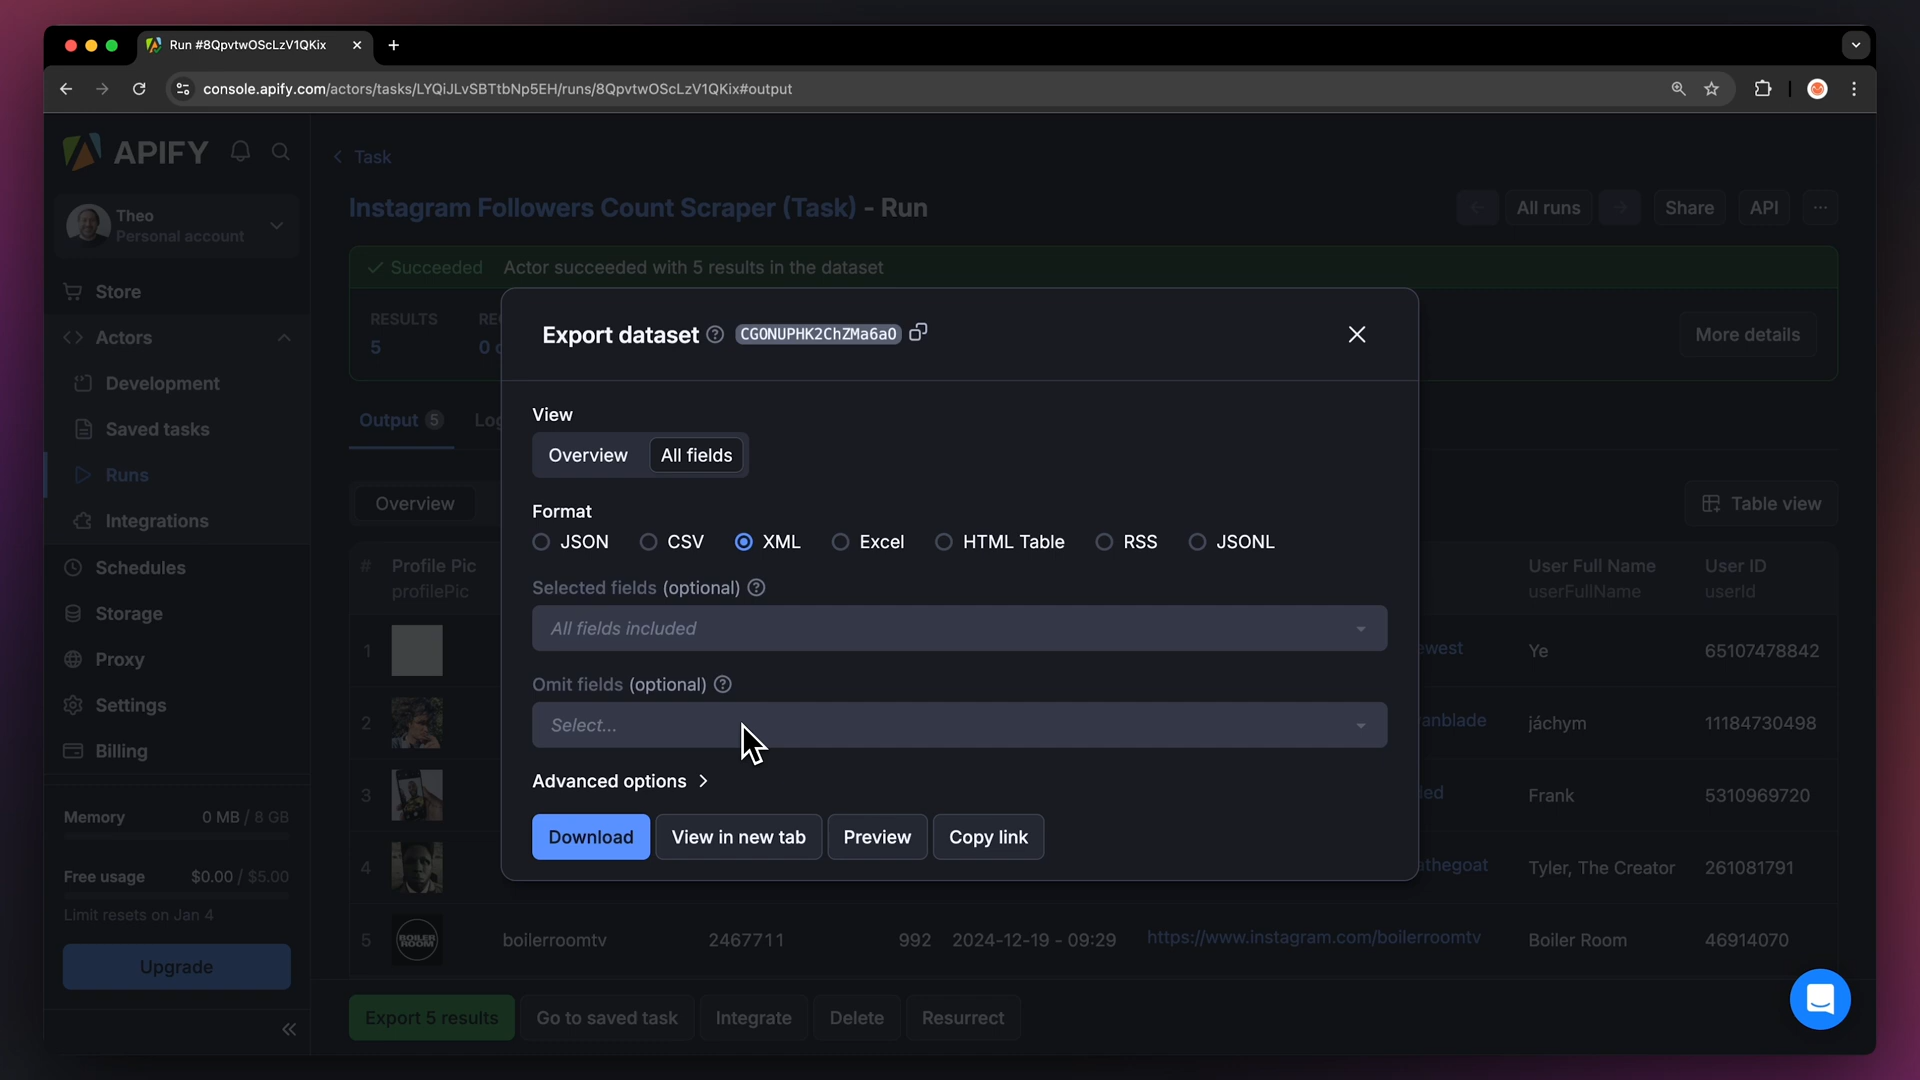 Run #8QpvtwOScLzV1QKix
console.apify.com/actors/tasks/LYQiJLvSBTtbNp5EH/runs/8QpvtwOScLzV1QKix#output
APIFY
Theo
Personal account
Store
Actors
Development
Saved tasks
Runs
Integrations
Schedules
Storage
Proxy
Settings
Billing
Memory 0 MB / 8 GB
Free usage $0.00 / $5.00
Limit resets on Jan 4
Upgrade
Task
Instagram Followers Count Scraper (Task) - Run
All runs Share API
Succeeded Actor succeeded with 5 results in the dataset
RESULTS
5
More details
Output 5
Overview
Table view
# Profile Pic User Full Name User ID
profilePic userFullName userId
1 Ye 65107478842
2 jáchym 11184730498
3 Frank 5310969720
4 Tyler, The Creator 261081791
5 BOILER ROOM boilerroomtv 2467711 992 2024-12-19 - 09:29 https://www.instagram.com/boilerroomtv Boiler Room 46914070
Export 5 results Go to saved task Integrate Delete Resurrect
Export dataset CGONUPHK2ChZMa6aO
View
Overview All fields
Format
JSON CSV XML Excel HTML Table RSS JSONL
Selected fields (optional)
All fields included
Omit fields (optional)
Select...
Advanced options
Download View in new tab Preview Copy link